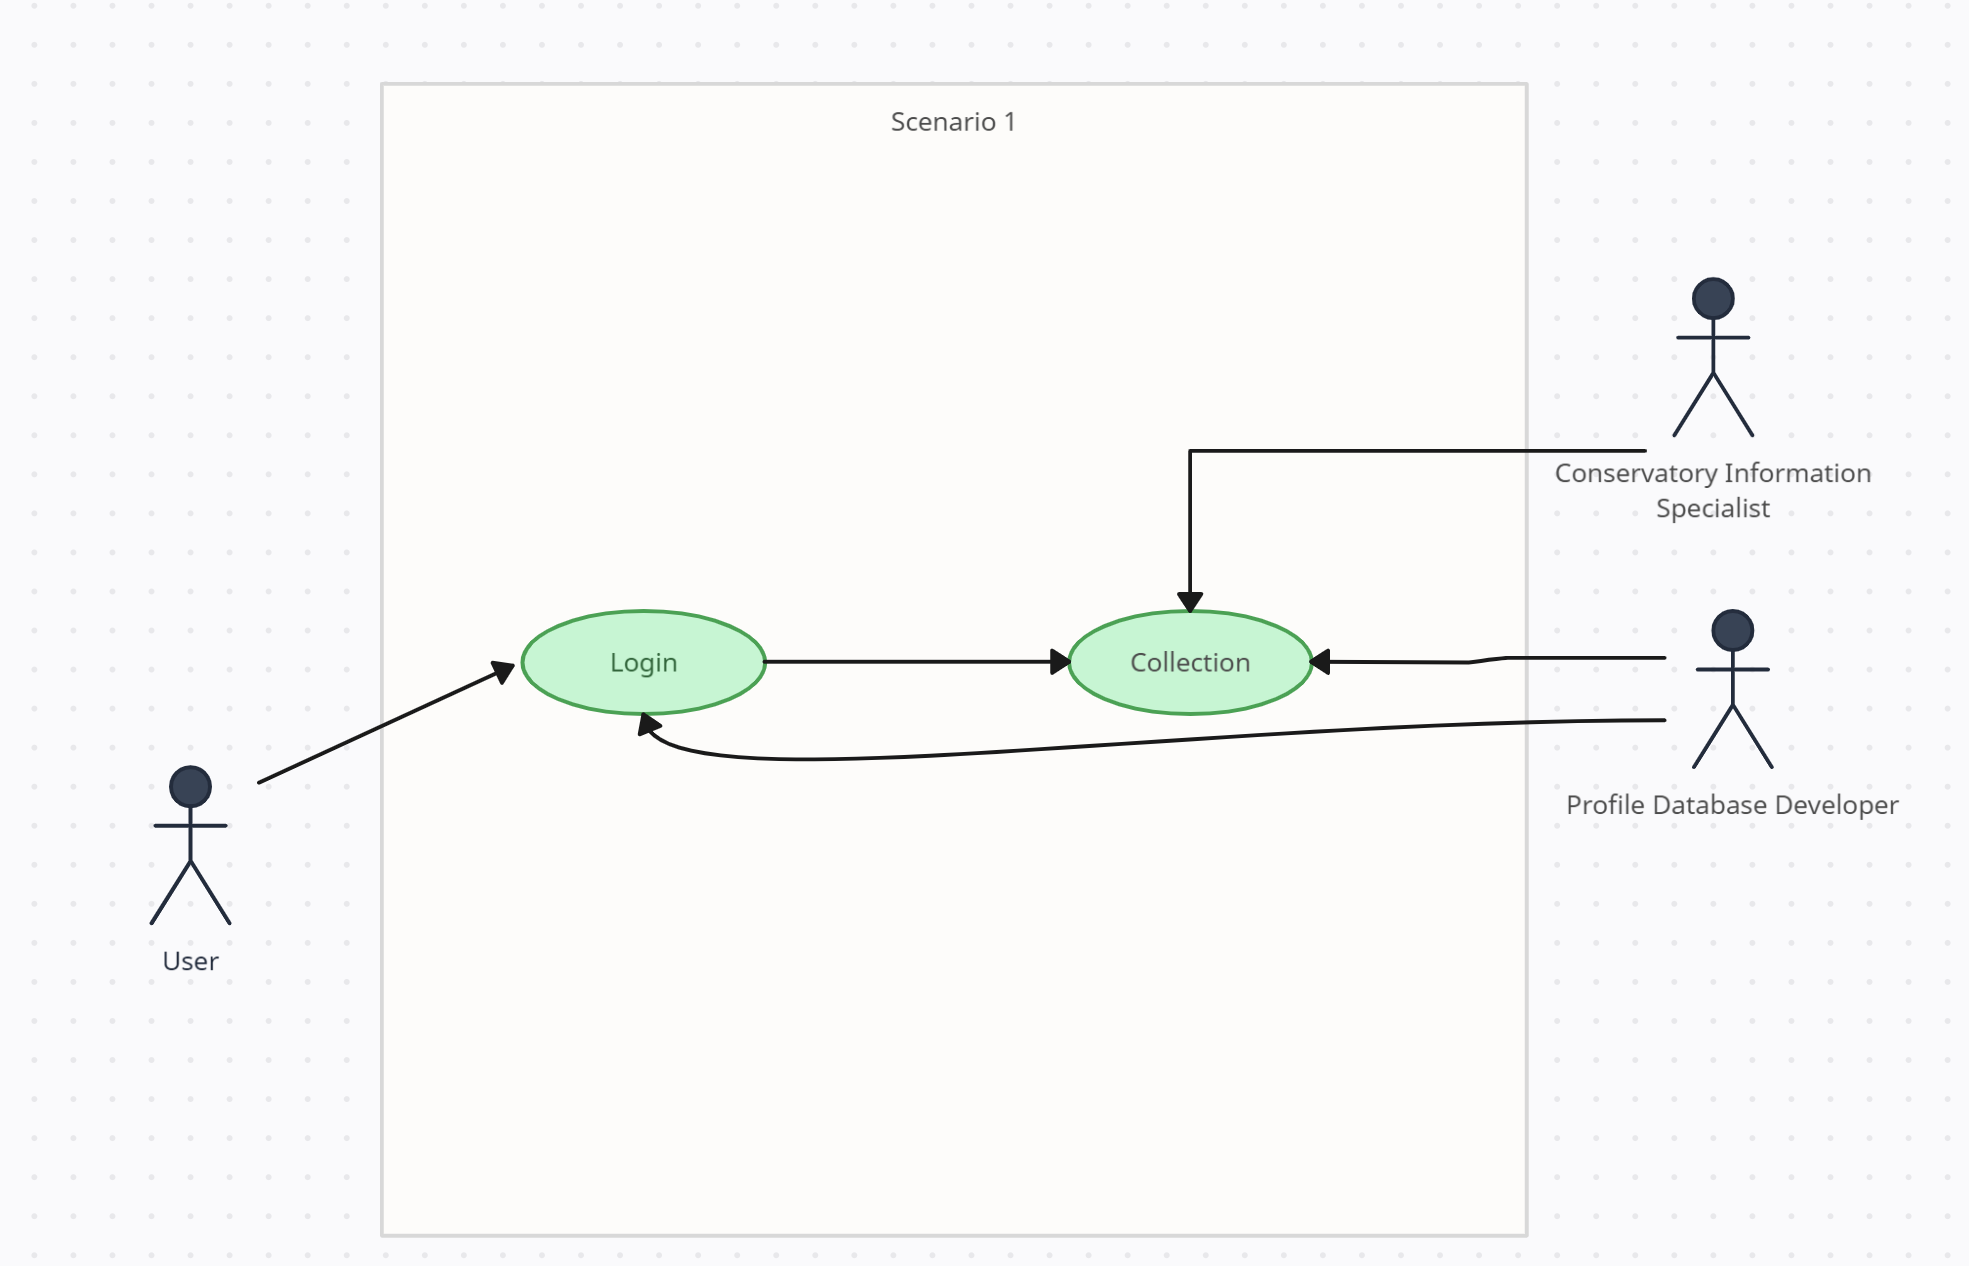 Scenario 1
Conservatory Information
Specialist
Login
Collection
Profile Database Developer
User